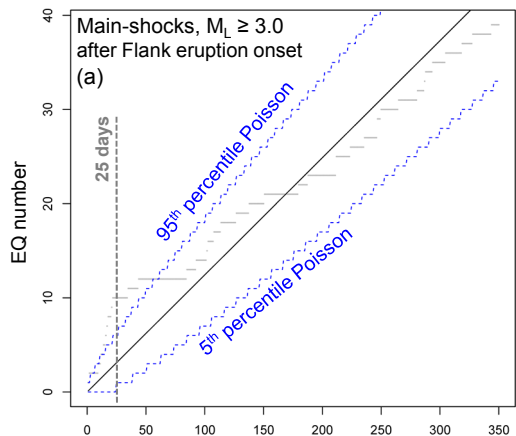 Main-shocks, ML ≥ 3.0
after Flank eruption onset
(a)
25 days
95th percentile Poisson
5th percentile Poisson
EQ number
40
30
20
10
0
0 50 100 150 200 250 300 350